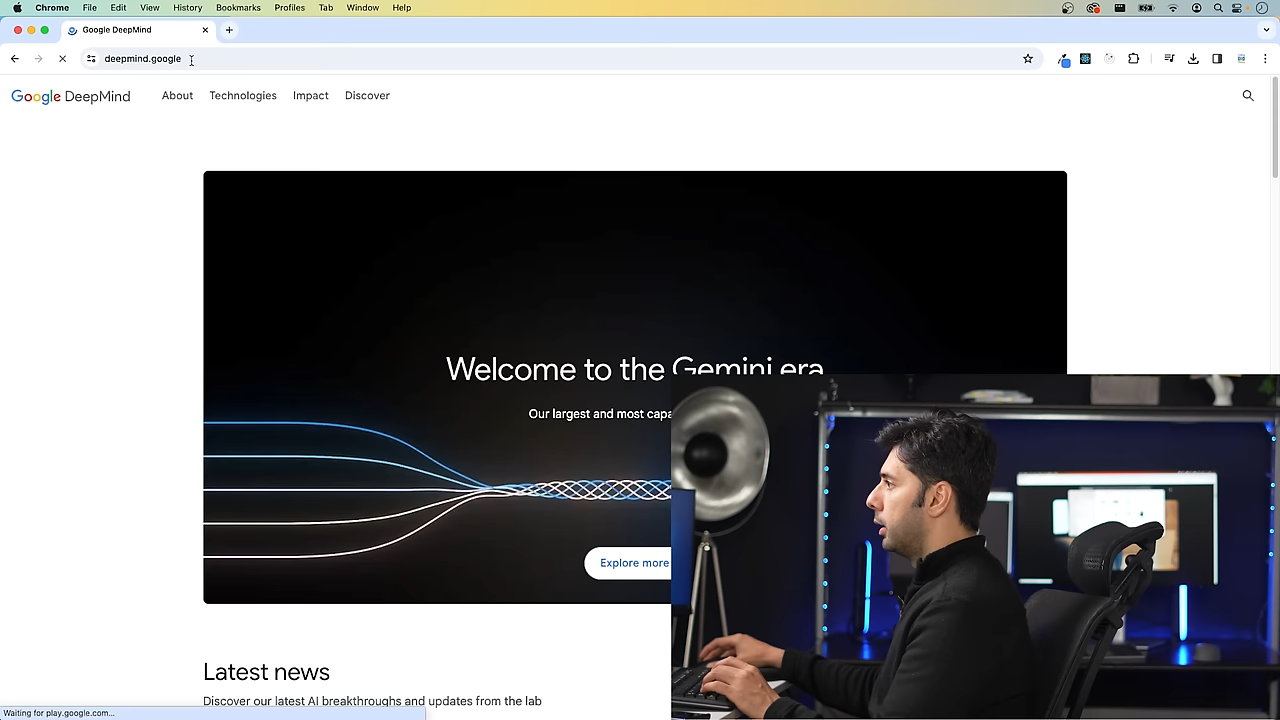 Chrome File Edit View History Bookmarks Profiles Tab Window Help
Google DeepMind
deepmind.google
Google DeepMind About Technologies Impact Discover
Welcome to the Gemini era
Our largest and most capa
Explore more
Latest news
Discover our latest AI breakthroughs and updates from the lab
Waiting for play.google.com...